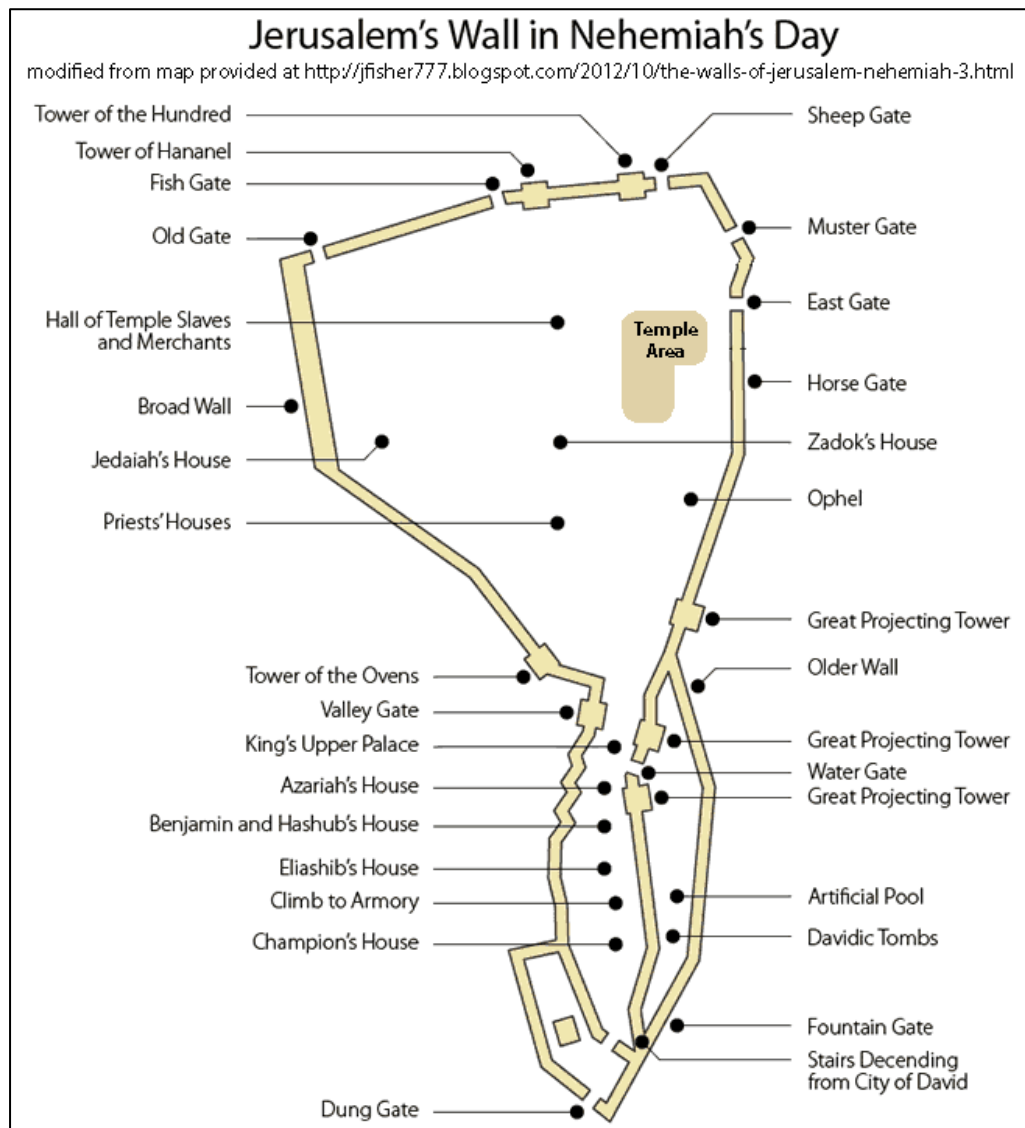 Jerusalem's Wall in Nehemiah's Day
modified from map provided at http://jfisher777.blogspot.com/2012/10/the-walls-of-jerusalem-nehemiah-3.html
Tower of the Hundred
Tower of Hananel
Fish Gate
Old Gate
Hall of Temple Slaves
and Merchants
Broad Wall
Jedaiah's House
Priests' Houses
Tower of the Ovens
Valley Gate
King's Upper Palace
Azariah's House
Benjamin and Hashub's House
Eliashib's House
Climb to Armory
Champion's House
Dung Gate
Temple
Area
Sheep Gate
Muster Gate
East Gate
Horse Gate
Zadok's House
Ophel
Great Projecting Tower
Older Wall
Great Projecting Tower
Water Gate
Great Projecting Tower
Artificial Pool
Davidic Tombs
Fountain Gate
Stairs Decending
from City of David